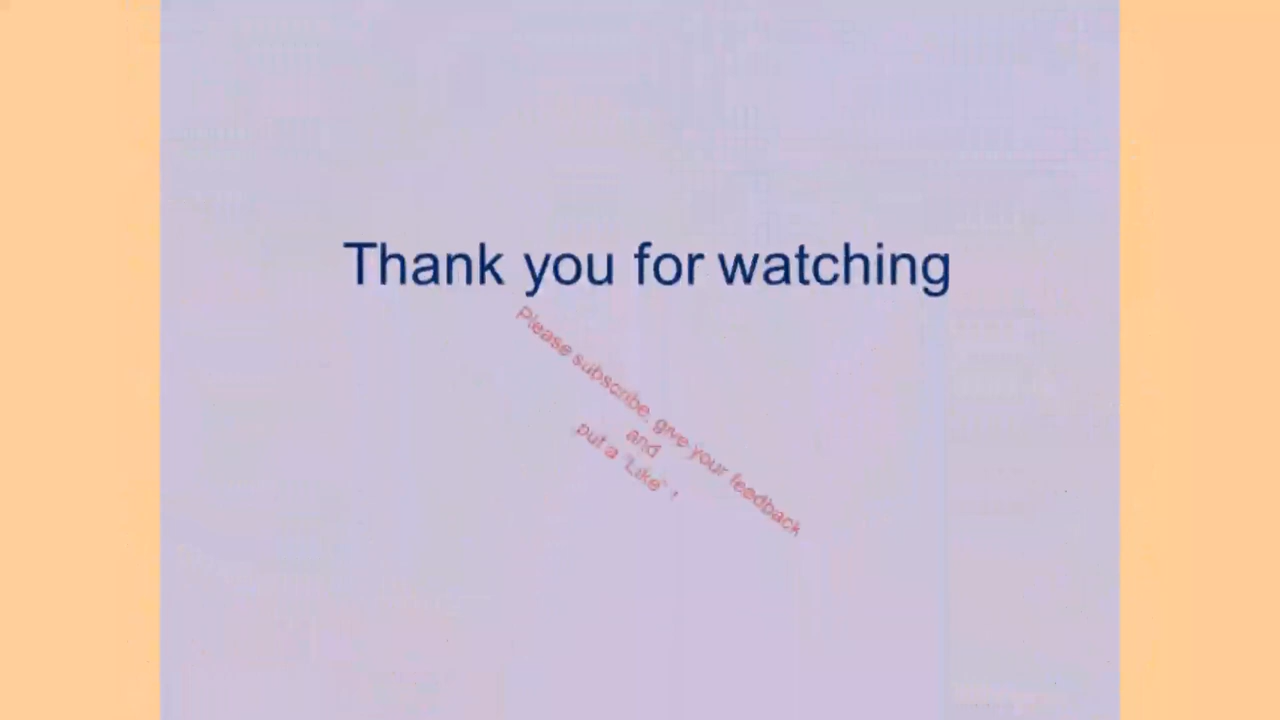 Thank you for watching
Please subscribe, give your feedback
and
put a "Like" !